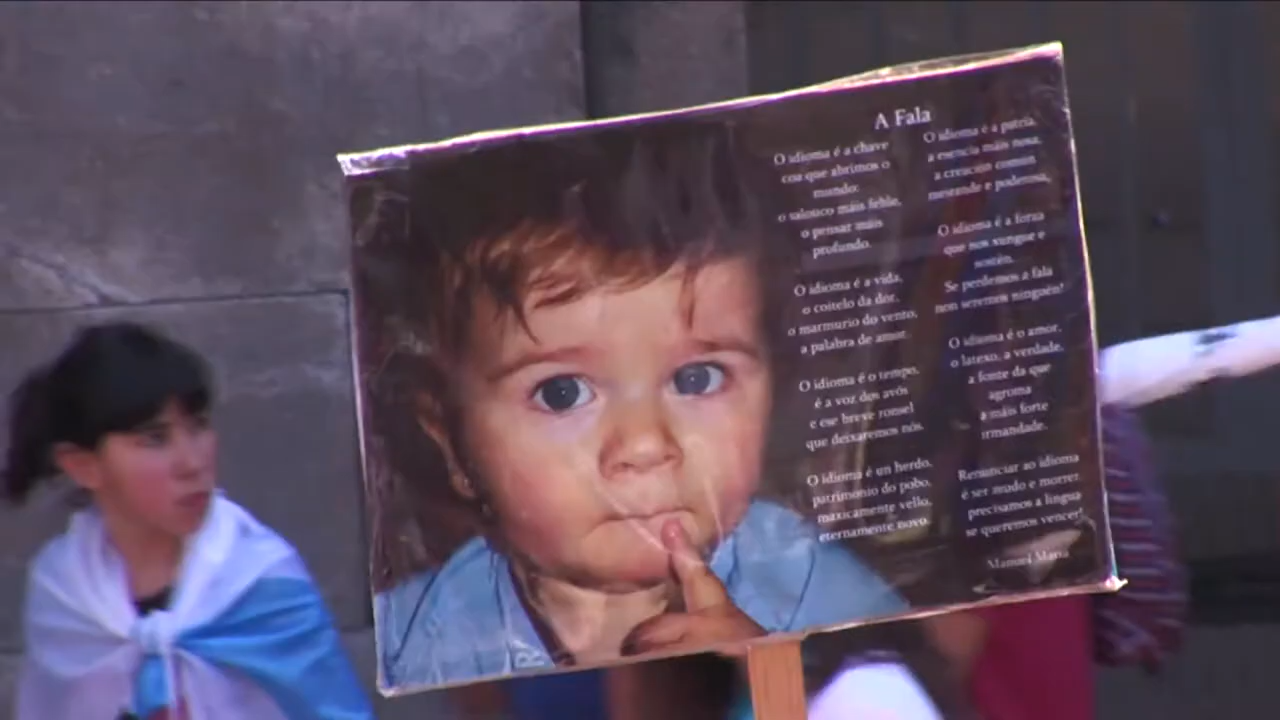 A Fala
O idioma é a chave
coa que abrimos o
mundo:
o salouco máis feble,
o pensar máis
profundo.
O idioma é a vida,
o coitelo da dór,
o marmurio do vento,
a palabra de amor.
O idioma é o tempo,
é a voz dos avós
e ese breve ronsel
que deixaremos nós.
O idioma é un herdo,
patrimonio do pobo,
maxicamente vello,
eternamente novo.
O idioma é a patria,
a esencia máis nosa,
a creación común
meirande e poderosa,
O idioma é a forza
que nos xungue e
sostén.
Se perdemos a fala
non seremos ninguén!
O idioma é o amor,
o latexo, a verdade,
a fonte da que
agroma
a máis forte
irmandade.
Renunciar ao idioma
é ser mudo e morrer
precisamos a lingua
se queremos vencer!
Manuel María